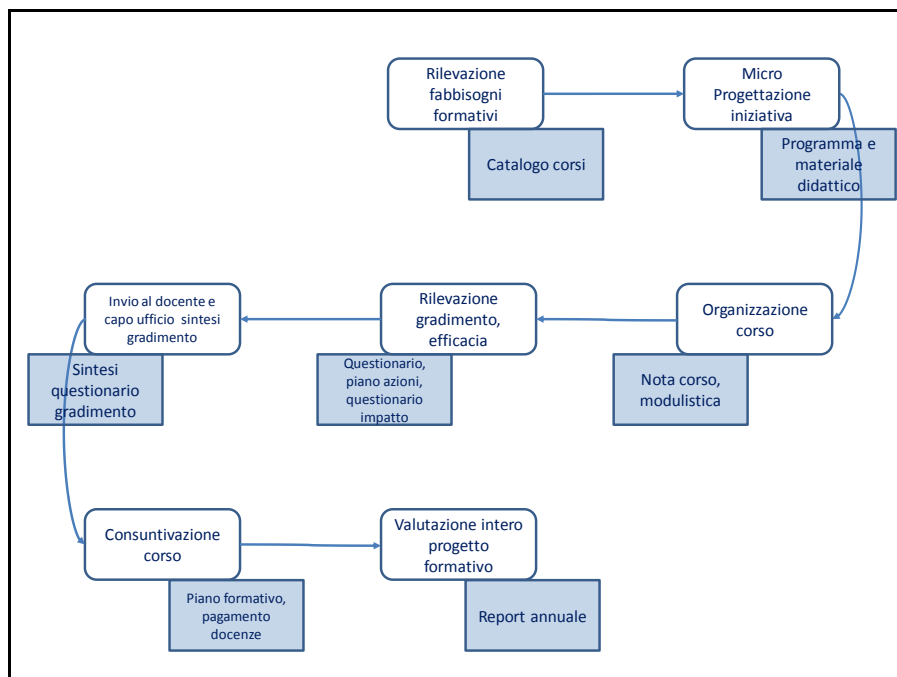 Rilevazione
fabbisogni
formativi
Catalogo corsi
Micro
Progettazione
iniziativa
Programma e
materiale
didattico
Organizzazione
corso
Nota corso,
modulistica
Rilevazione
gradimento,
efficacia
Questionario,
piano azioni,
questionario
impatto
Invio al docente e
capo ufficio sintesi
gradimento
Sintesi
questionario
gradimento
Consuntivazione
corso
Piano formativo,
pagamento
docenze
Valutazione intero
progetto
formativo
Report annuale